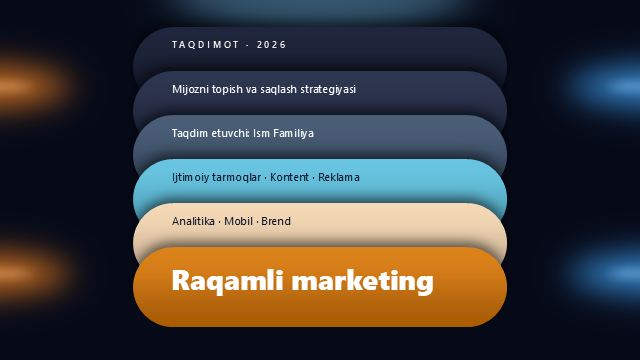 TAQDIMOT · 2026
Mijozni topish va saqlash strategiyasi
Taqdim etuvchi: Ism Familiya
Ijtimoiy tarmoqlar · Kontent · Reklama
Analitika · Mobil · Brend
Raqamli marketing